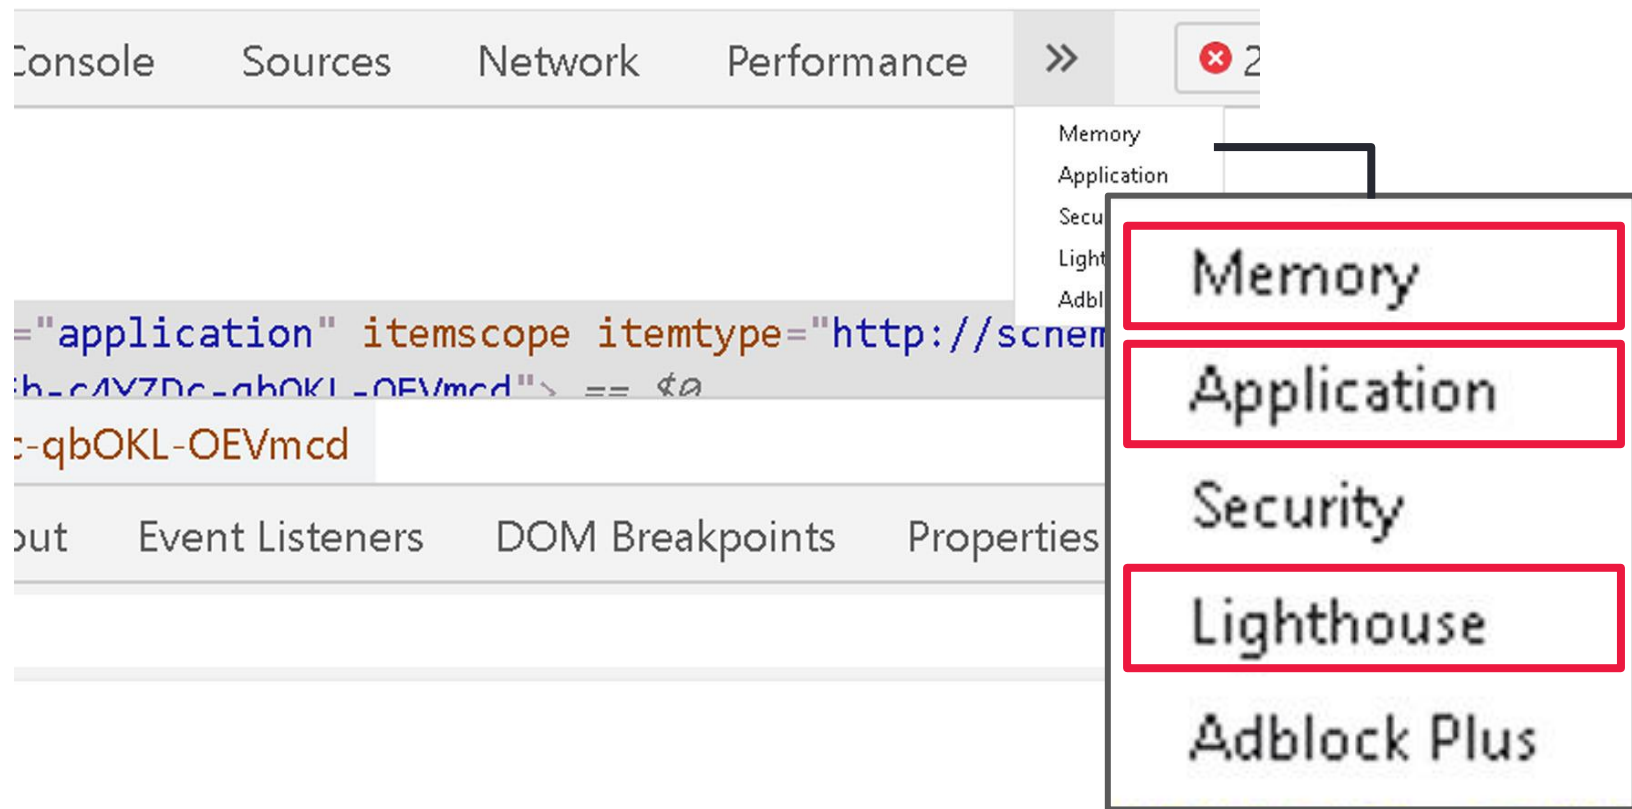 Console Sources Network Performance » 2
Memory
Application
Secu
Light
Adbl
="application" itemscope itemtype="http://schem
== $0
c-qbOKL-OEVmcd
out Event Listeners DOM Breakpoints Properties
Memory
Application
Security
Lighthouse
Adblock Plus